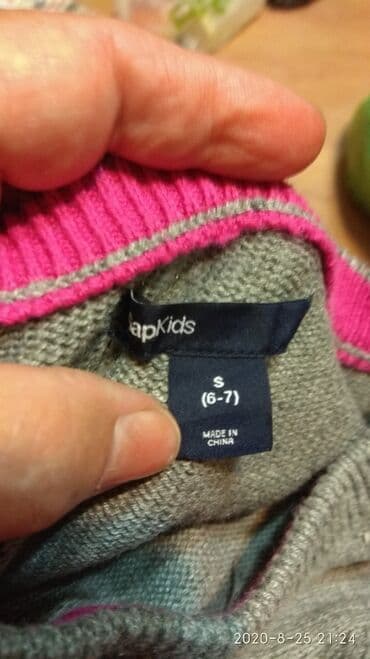 apKids
S
(6-7)
MADE IN
CHINA
2020-8-25 21:24